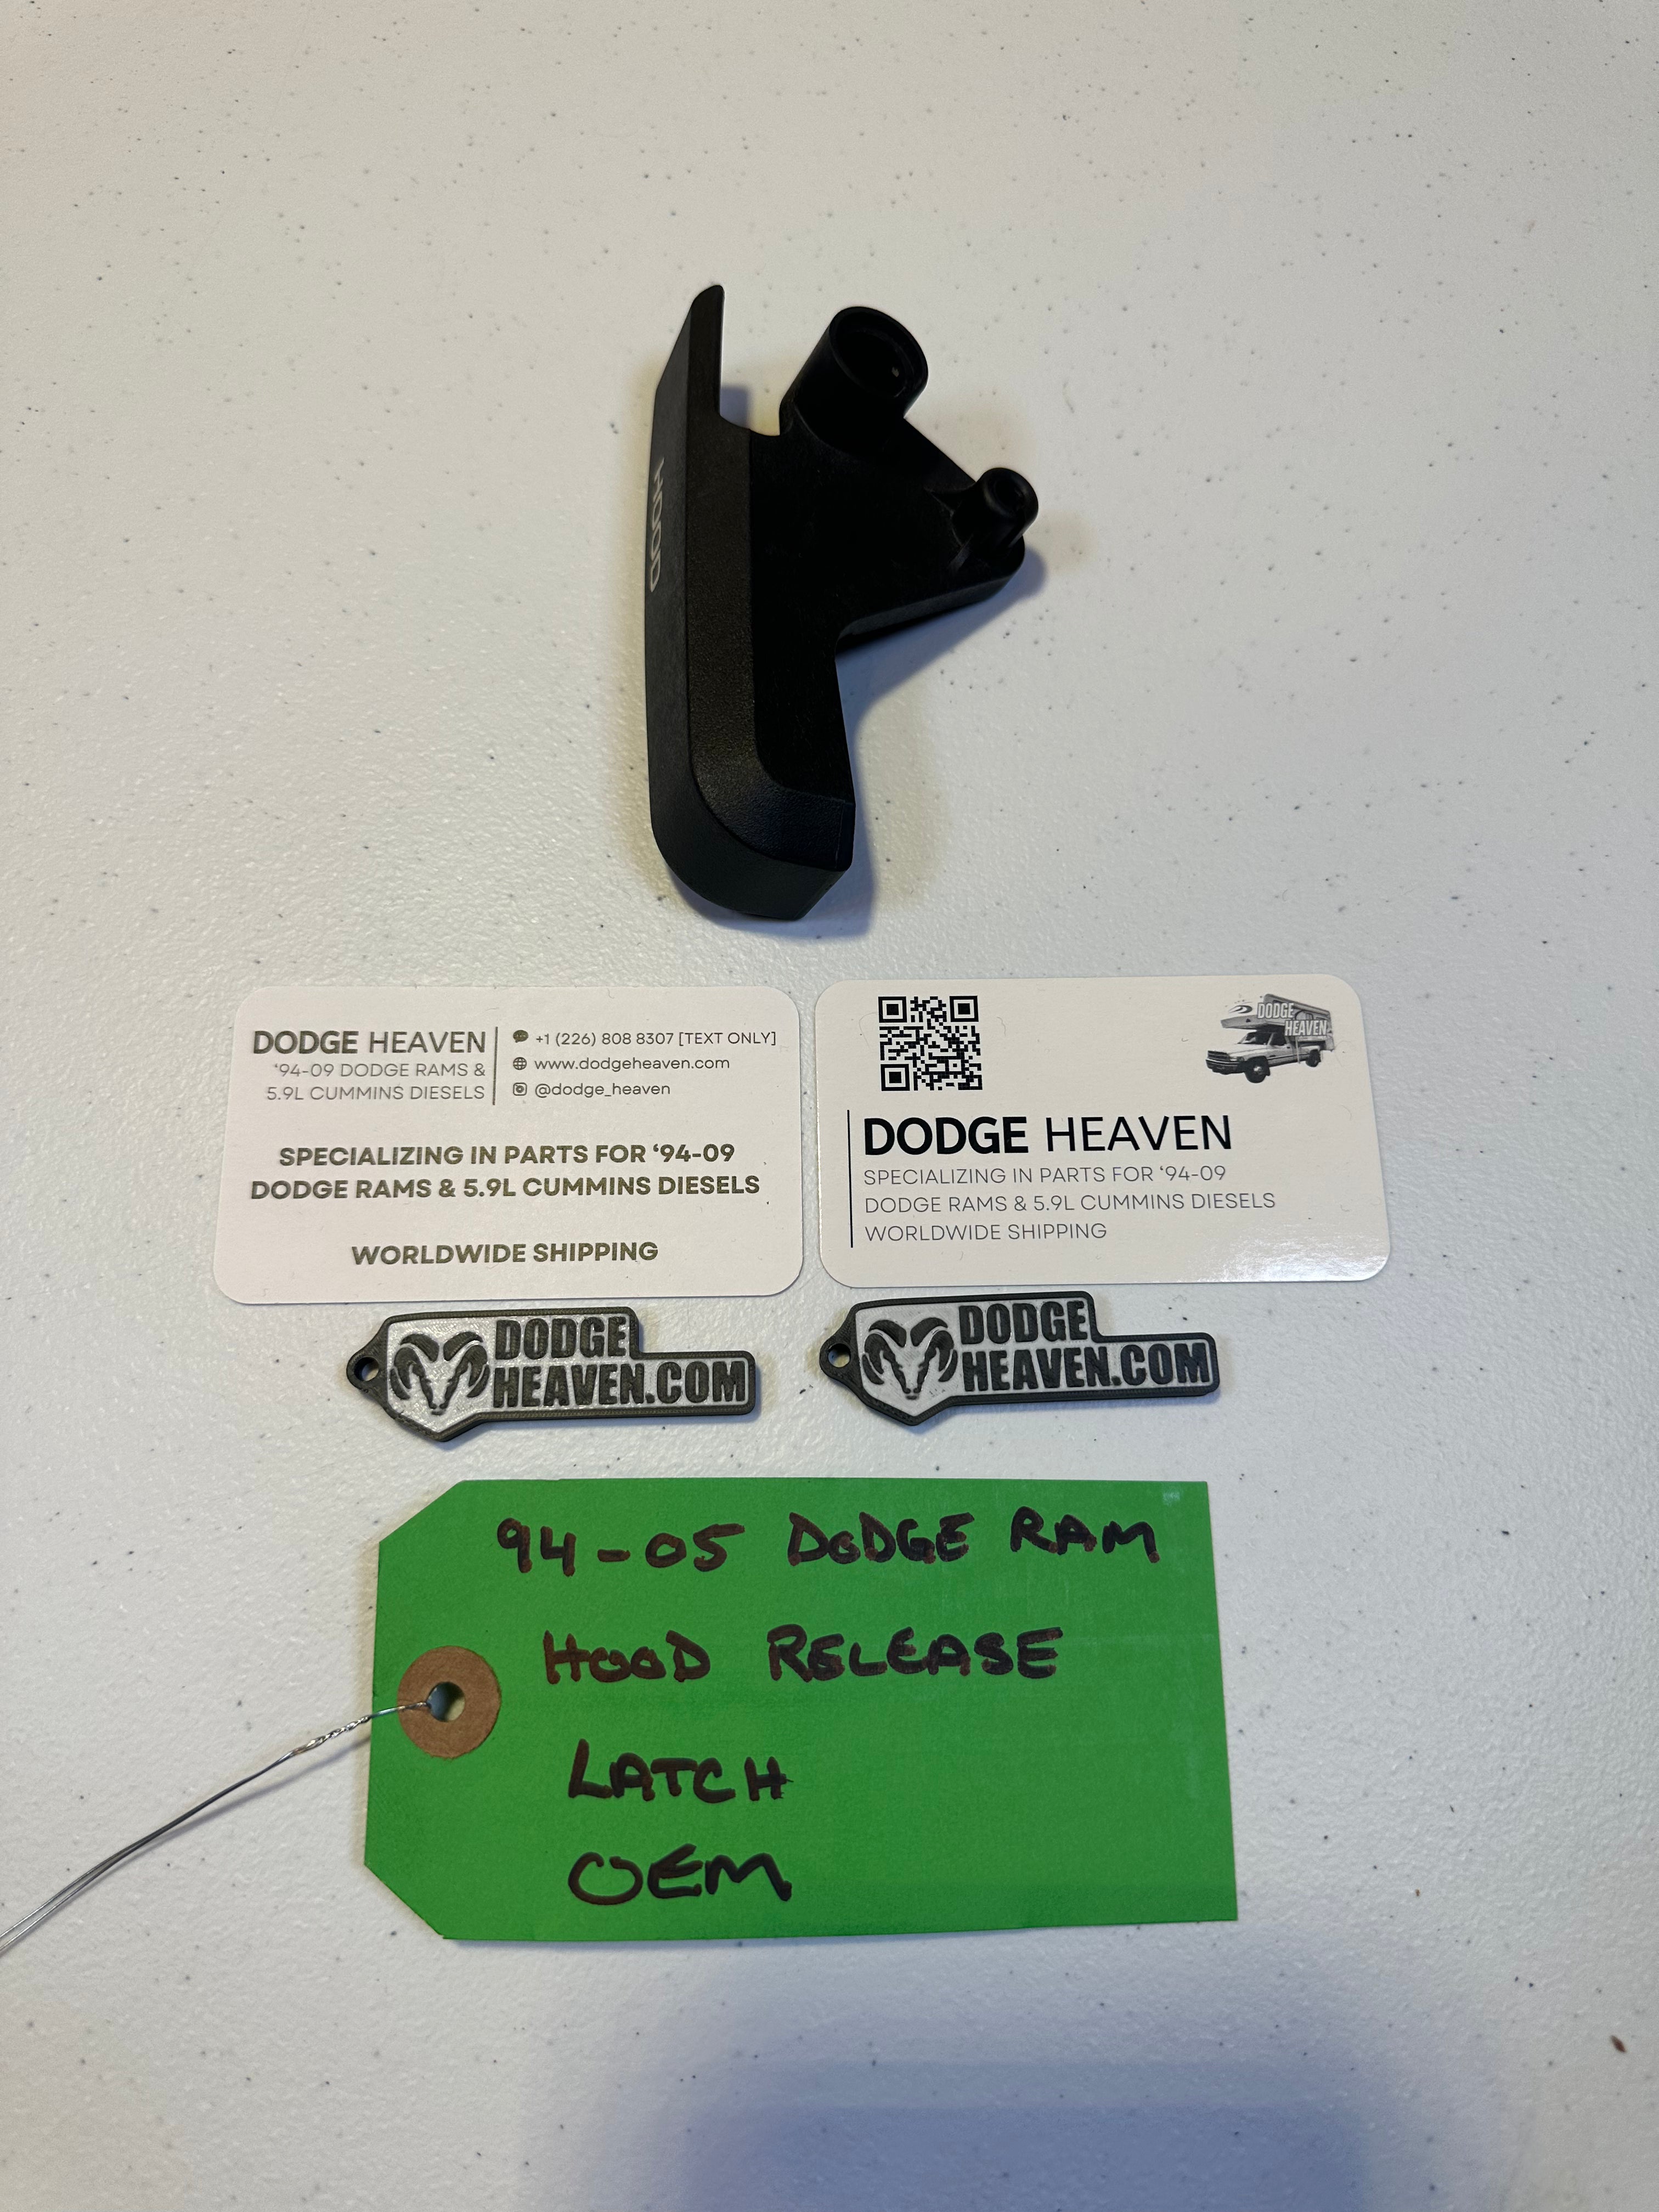 HOOD
DODGE HEAVEN
'94-09 DODGE RAMS &
5.9L CUMMINS DIESELS
+1 (226) 808 8307 [TEXT ONLY]
www.dodgeheaven.com
@dodge_heaven
SPECIALIZING IN PARTS FOR '94-09
DODGE RAMS & 5.9L CUMMINS DIESELS
WORLDWIDE SHIPPING
DODGE
HEAVEN
DODGE HEAVEN
SPECIALIZING IN PARTS FOR '94-09
DODGE RAMS & 5.9L CUMMINS DIESELS
WORLDWIDE SHIPPING
DODGE
HEAVEN.COM
DODGE
HEAVEN.COM
94-05 DODGE RAM
HOOD RELEASE
LATCH
OEM